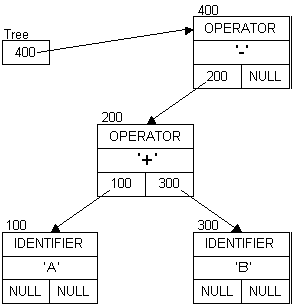 400
Tree
OPERATOR
400
'-'
200 NULL
200
OPERATOR
'+'
100 300
100
300
IDENTIFIER
IDENTIFIER
'A'
'B'
NULL NULL
NULL NULL